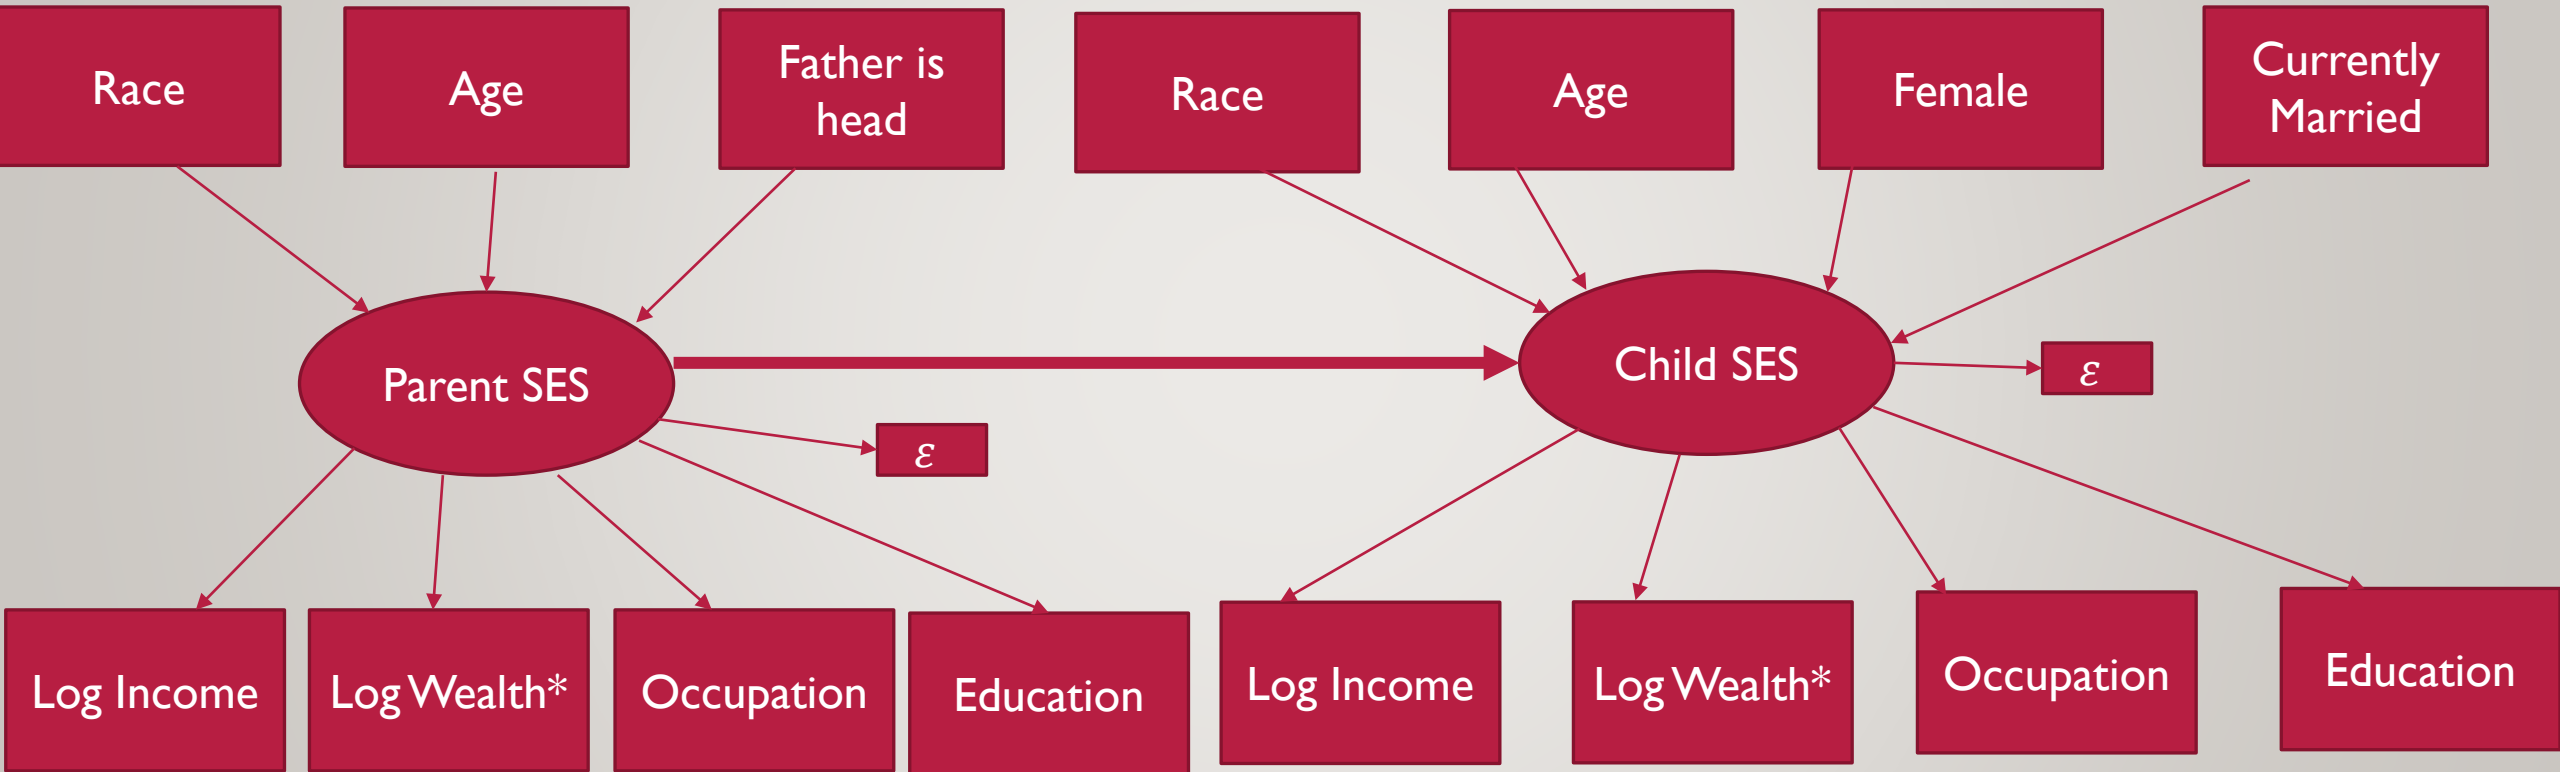 Race
Age
Father is
head
Race
Age
Female
Currently
Married
Parent SES
Child SES
ε
ε
Log Income
Log Wealth*
Occupation
Education
Log Income
Log Wealth*
Occupation
Education